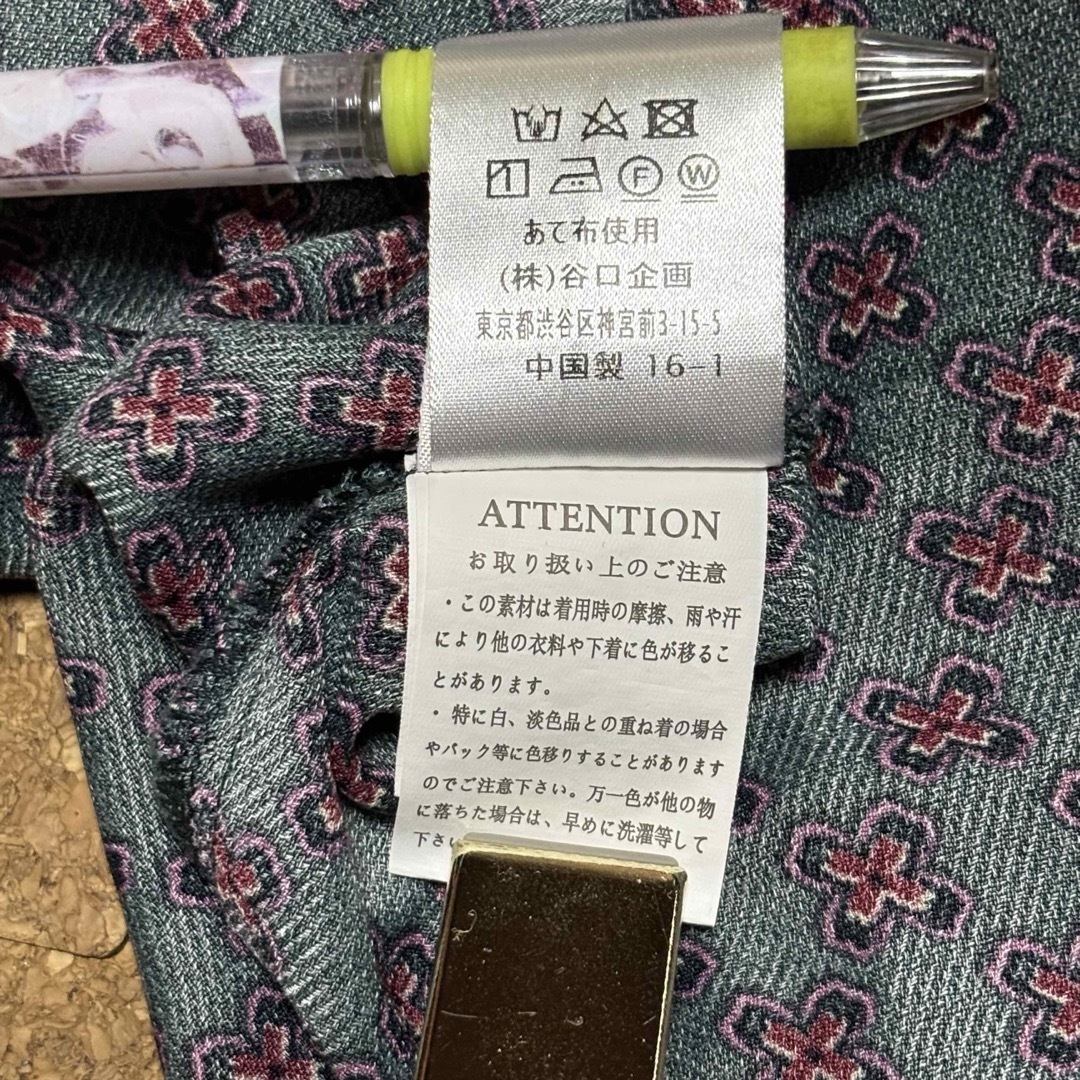 F W
あて布使用
(株)谷口企画
東京都渋谷区神宮前3-15-5
中国製 16-1
ATTENTION
お取り扱い上のご注意
・この素材は着用時の摩擦、雨や汗
により他の衣料や下着に色が移るこ
とがあります。
・ 特に白、淡色品との重ね着の場合
やバック等に色移りすることがあります
のでご注意下さい。万一色が他の物
に落ちた場合は、早めに洗濯等して
下さい